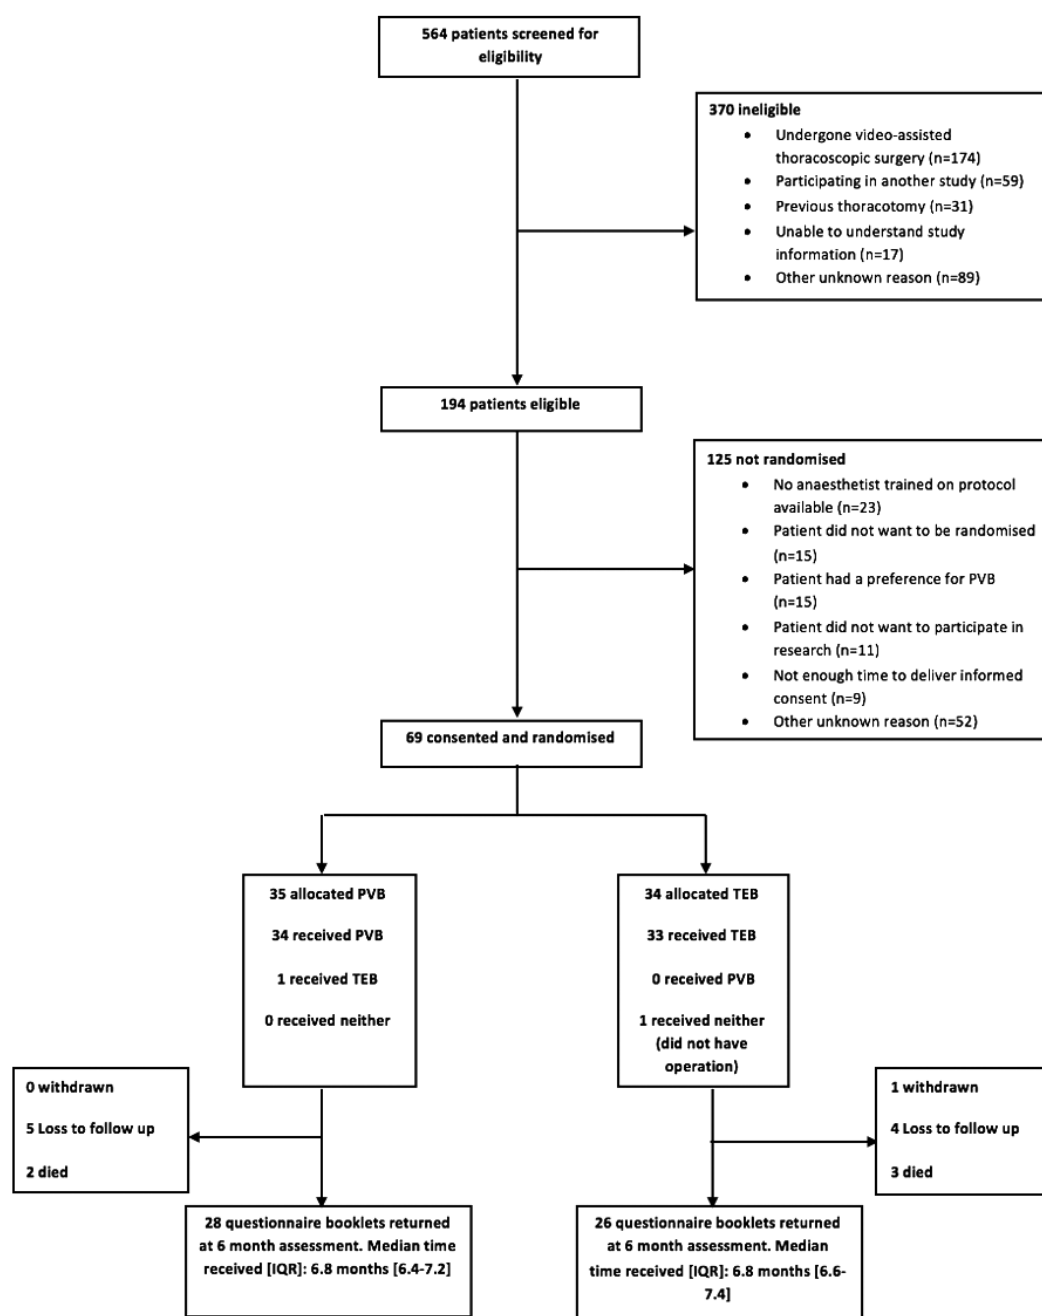 564 patients screened for
eligibility
370 ineligible
• Undergone video-assisted
thoracoscopic surgery (n=174)
• Participating in another study (n=59)
• Previous thoracotomy (n=31)
• Unable to understand study
information (n=17)
• Other unknown reason (n=89)
194 patients eligible
125 not randomised
• No anaesthetist trained on protocol
available (n=23)
• Patient did not want to be randomised
(n=15)
• Patient had a preference for PVB
(n=15)
• Patient did not want to participate in
research (n=11)
• Not enough time to deliver informed
consent (n=9)
• Other unknown reason (n=52)
69 consented and randomised
35 allocated PVB
34 received PVB
1 received TEB
0 received neither
34 allocated TEB
33 received TEB
0 received PVB
1 received neither
(did not have
operation)
0 withdrawn
5 Loss to follow up
2 died
1 withdrawn
4 Loss to follow up
3 died
28 questionnaire booklets returned
at 6 month assessment. Median time
received [IQR]: 6.8 months [6.4-7.2]
26 questionnaire booklets returned
at 6 month assessment. Median
time received [IQR]: 6.8 months [6.6-
7.4]